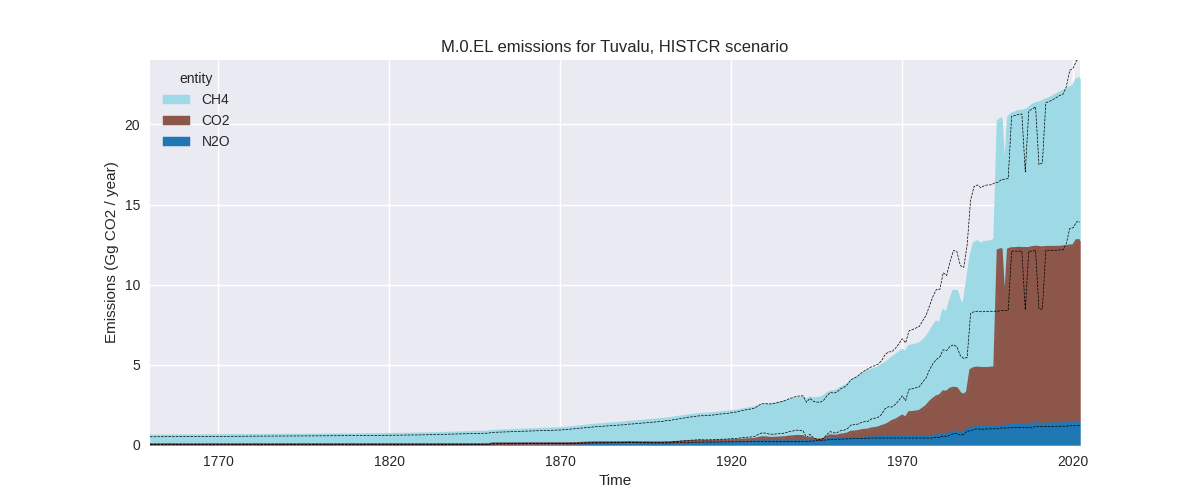 M.0.EL emissions for Tuvalu, HISTCR scenario
entity
CH4
CO2
N2O
Emissions (Gg CO2 / year)
20
15
10
5
0
1770
1820
1870
1920
1970
2020
Time